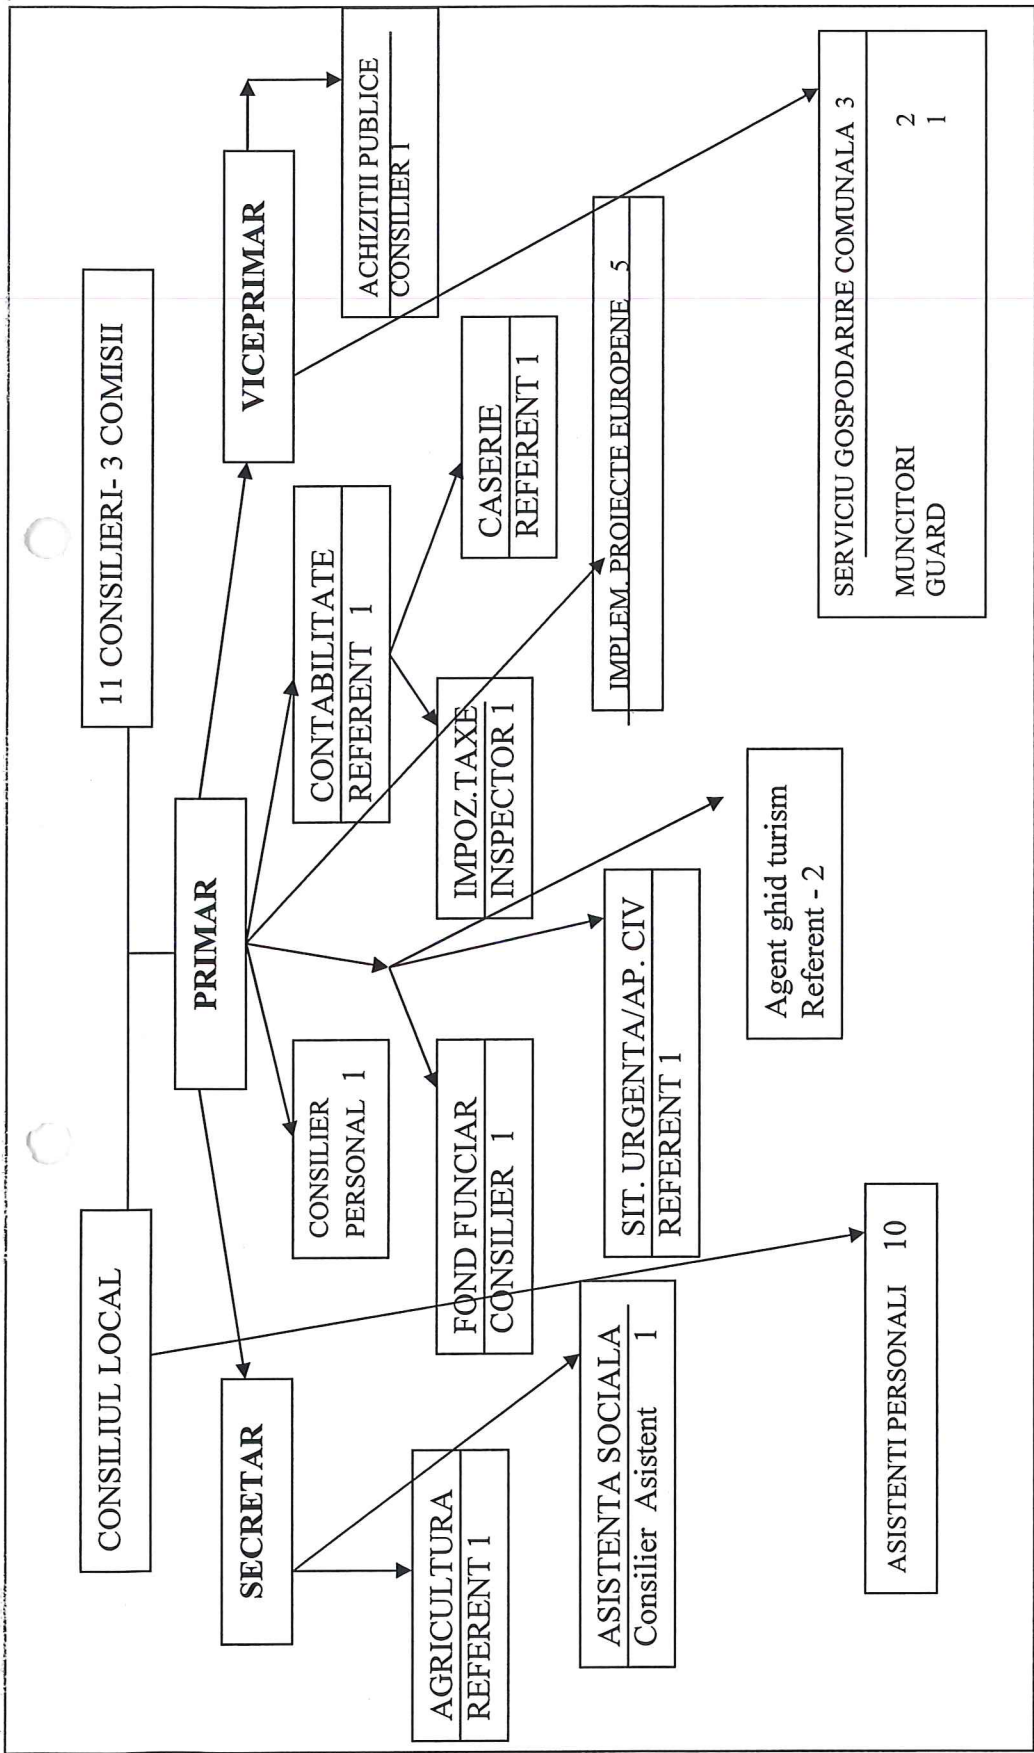 CONSILIUL LOCAL
11 CONSILIERI- 3 COMISII
PRIMAR
SECRETAR
VICEPRIMAR
CONSILIER
PERSONAL 1
CONTABILITATE
REFERENT 1
ACHIZITII PUBLICE
CONSILIER 1
AGRICULTURA
REFERENT 1
FOND FUNCIAR
CONSILIER 1
IMPOZ.TAXE
INSPECTOR 1
CASERIE
REFERENT 1
ASISTENTA SOCIALA
Consilier Asistent 1
SIT. URGENTA/AP. CIV
REFERENT 1
IMPLEM. PROIECTE EUROPENE 5
Agent ghid turism
Referent - 2
SERVICIU GOSPODARIRE COMUNALA 3
MUNCITORI 2
GUARD 1
ASISTENTI PERSONALI 10